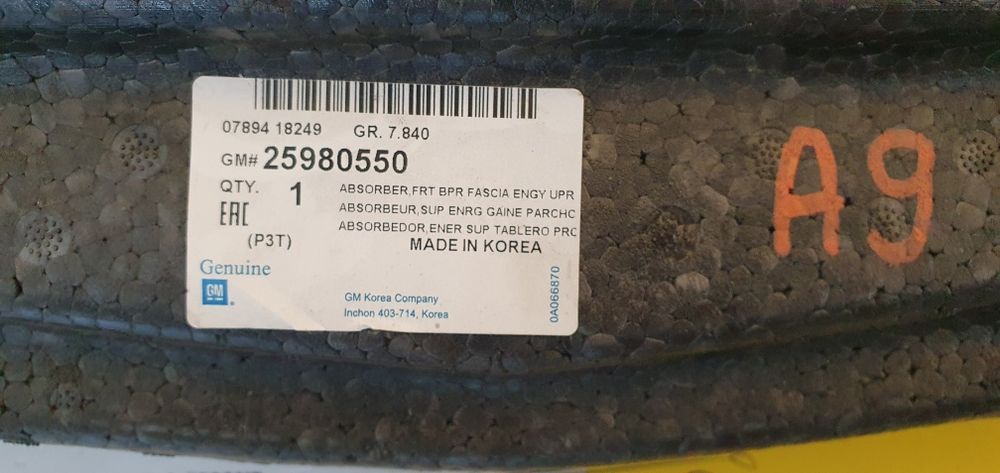 07894 18249 GR. 7.840
GM# 25980550
QTY. 1
ABSORBER,FRT BPR FASCIA ENGY UPR
ABSORBEUR,SUP ENRG GAINE PARCHC
ABSORBEDOR,ENER SUP TABLERO PRC
EAC
(P3T)
MADE IN KOREA
Genuine
GM
GM Korea Company
Inchon 403-714, Korea
0A066870
A9